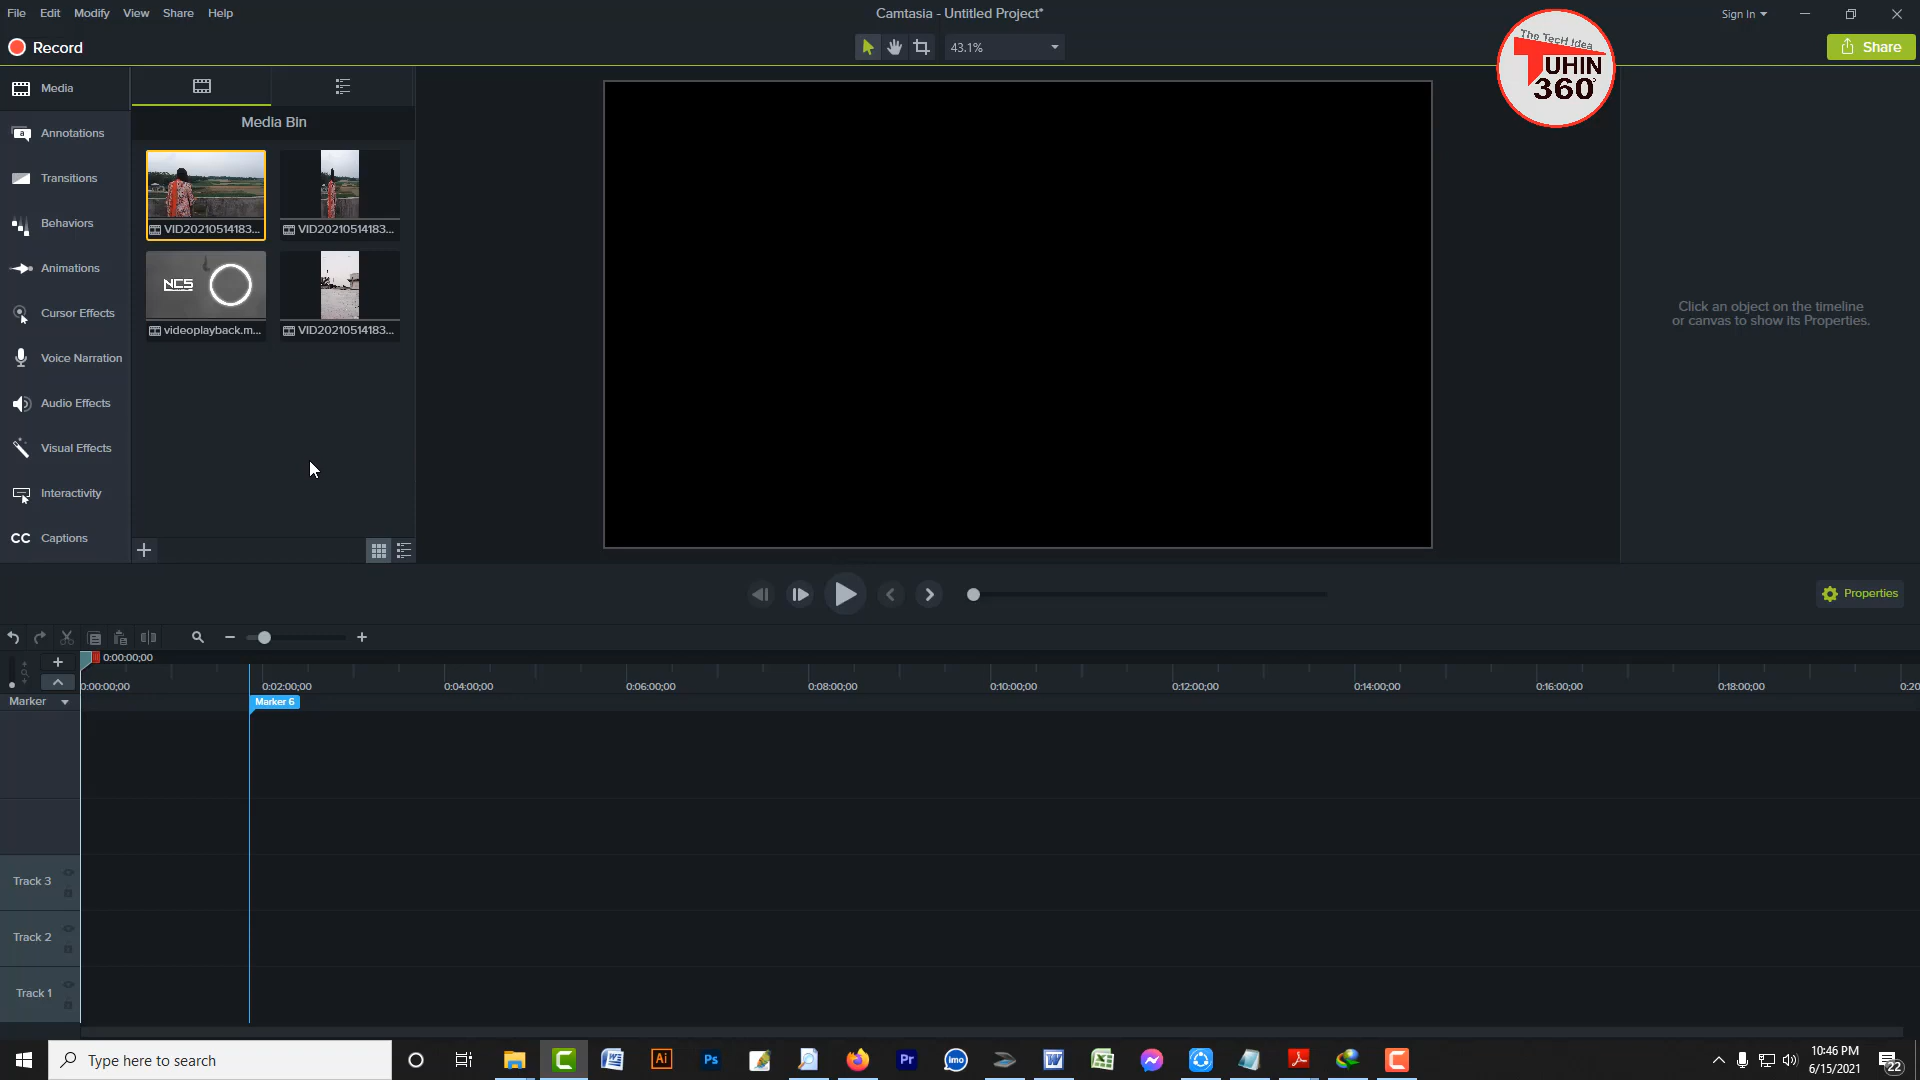 File Edit Modify View Share Help
Camtasia - Untitled Project*
Sign In
Record
43.1%
Share
The TecH Idea
TUHIN
360°
Media
Annotations
Transitions
Behaviors
Animations
Cursor Effects
Voice Narration
Audio Effects
Visual Effects
Interactivity
CC Captions
Media Bin
VID20210514183... VID20210514183...
NCS
videoplayback.m... VID20210514183...
Click an object on the timeline
or canvas to show its Properties.
Properties
0:00:00;00
0:00:00;00 0:02:00;00 0:04:00;00 0:06:00;00 0:08:00;00 0:10:00;00 0:12:00;00 0:14:00;00 0:16:00;00 0:18:00;00 0:20
Marker
Marker 6
Track 3
Track 2
Track 1
Type here to search
Ai
Ps
Pr
imo
10:46 PM
6/15/2021
22